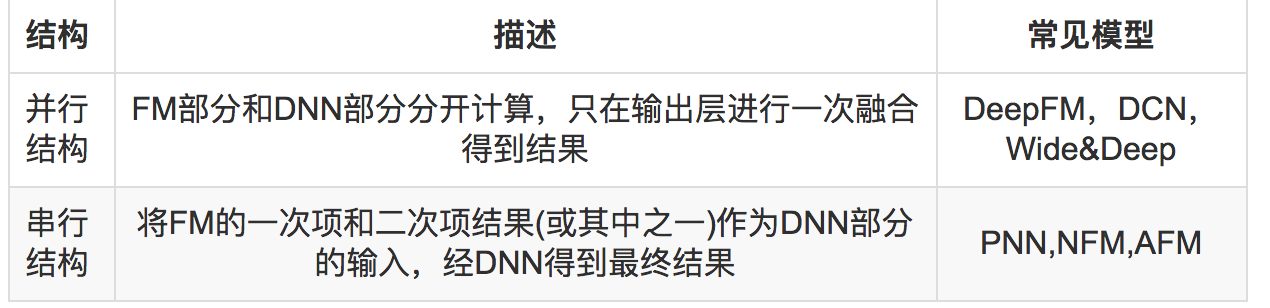 结构 描述 常见模型
并行结构 FM部分和DNN部分分开计算，只在输出层进行一次融合
得到结果 DeepFM，DCN，
Wide&Deep
串行结构 将FM的一次项和二次项结果(或其中之一)作为DNN部分
的输入，经DNN得到最终结果 PNN,NFM,AFM